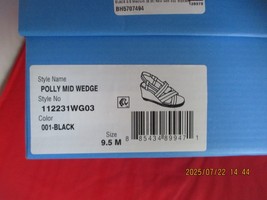 BH5707494
Style Name
POLLY MID WEDGE
Style No
112231WG03
Color
001-BLACK
Size
9.5 M
2025/07/22 14:44